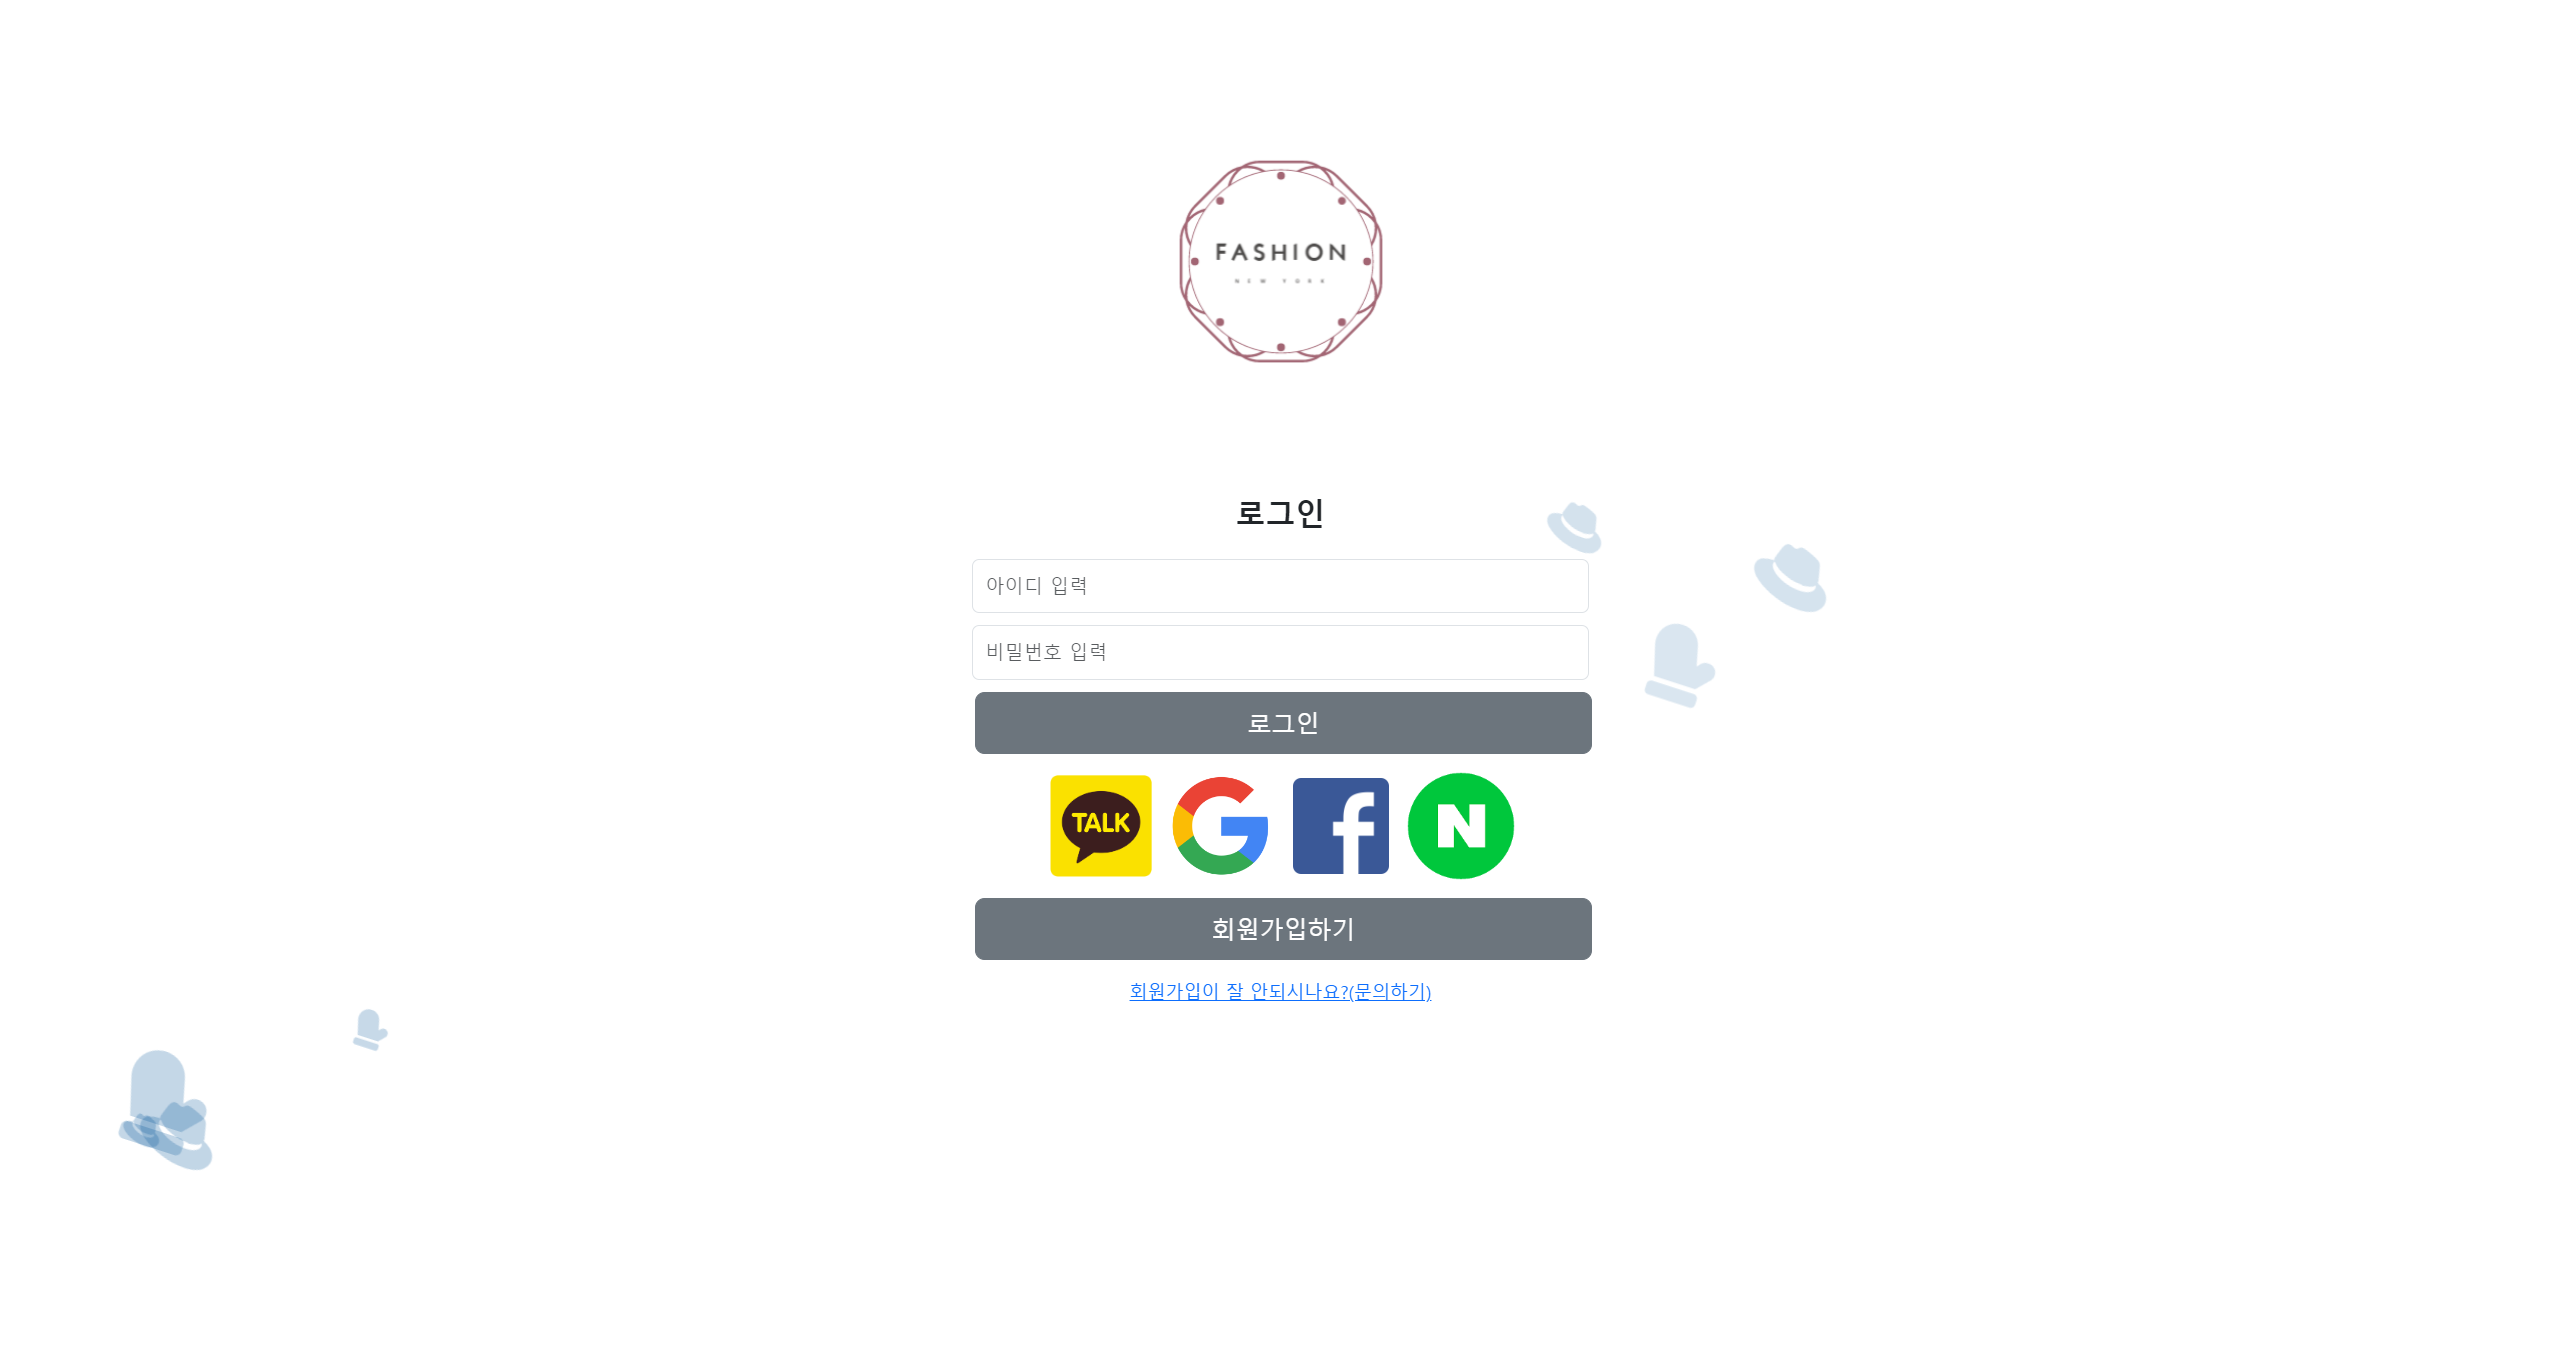 FASHION
NEW YORK
로그인
아이디 입력
비밀번호 입력
로그인
TALK
N
회원가입하기
회원가입이 잘 안되시나요?(문의하기)